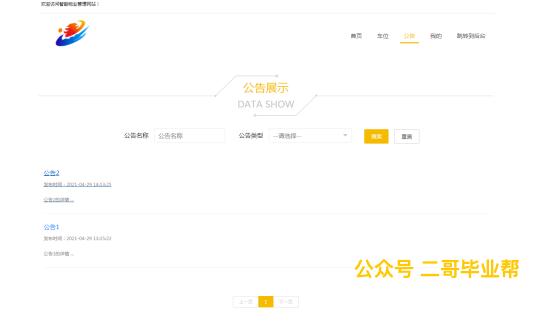 欢迎访问智能物业管理网站！
首页 车位 公告 我的 跳转到后台
公告展示
DATA SHOW
公告名称 公告名称 公告类型 ---请选择--- 搜索 重置
公告2
发布时间：2021-04-29 14:13:25
公告2的详情 ...
公告1
发布时间：2021-04-29 13:25:22
公告1的详情 ...
公众号 二哥毕业帮
上一页 1 下一页